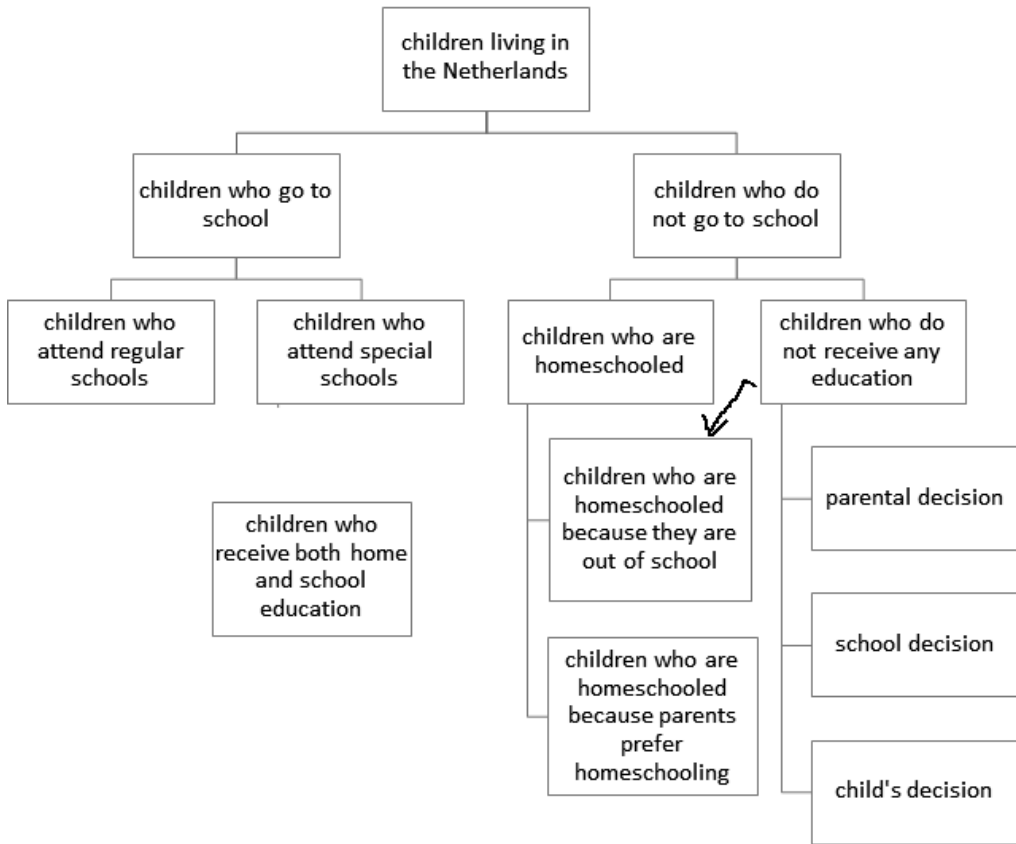 children living in
the Netherlands
children who go to
school
children who do
not go to school
children who
attend regular
schools
children who
attend special
schools
children who are
homeschooled
children who do
not receive any
education
children who are
homeschooled
because they are
out of school
parental decision
children who
receive both home
and school
education
school decision
children who are
homeschooled
because parents
prefer
homeschooling
child's decision